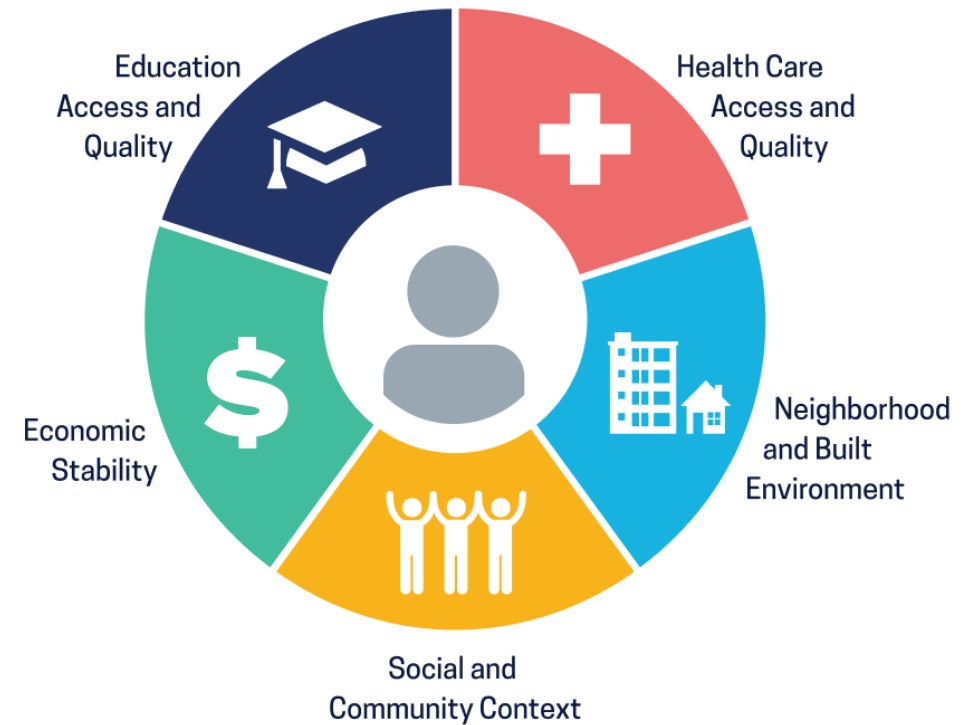 Education
Access and
Quality
Health Care
Access and
Quality
Economic
Stability
Neighborhood
and Built
Environment
Social and
Community Context